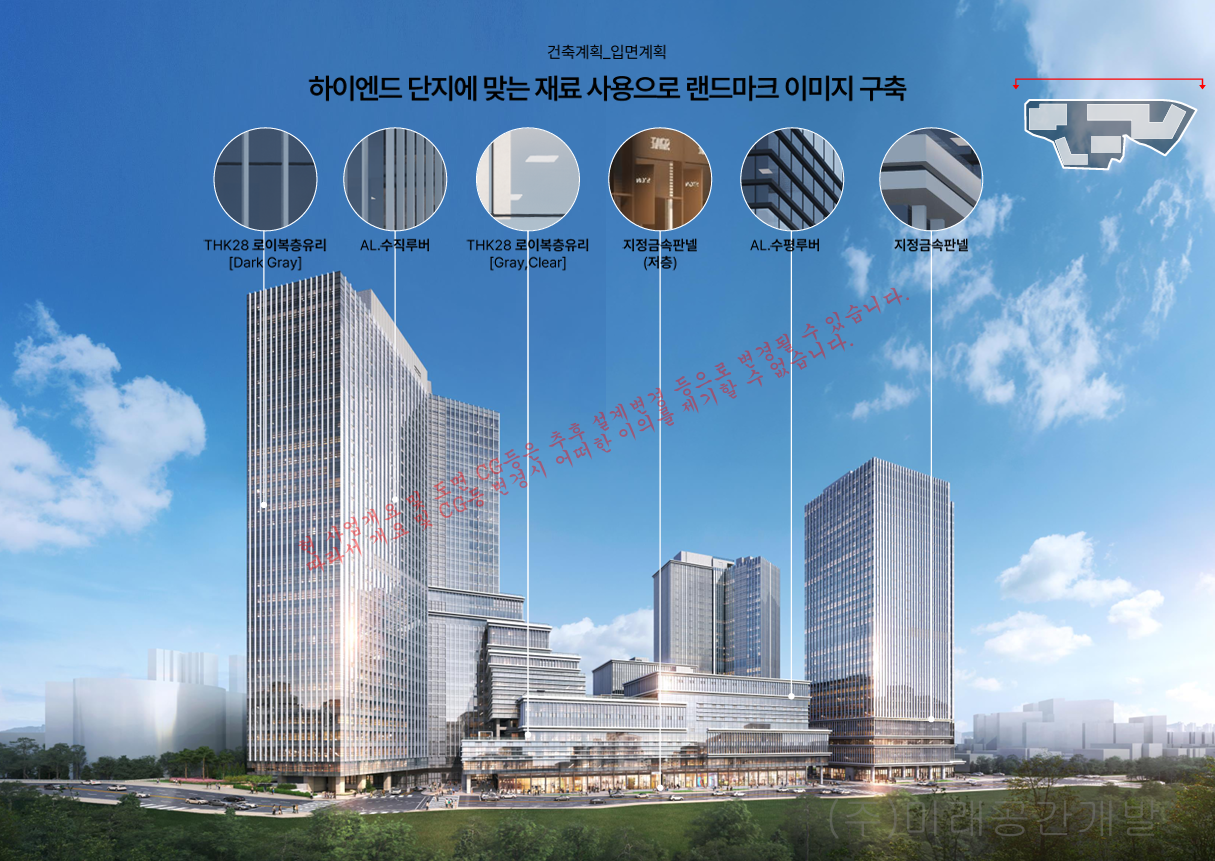 건축계획_입면계획
하이엔드 단지에 맞는 재료 사용으로 랜드마크 이미지 구축
THK28 로이복층유리
[Dark Gray]
AL.수직루버
THK28 로이복층유리
[Gray,Clear]
지정금속판넬
(저층)
AL.수평루버
지정금속판넬
현 사업개요 및 도면 CG등은 추후 설계변경 등으로 변경될 수 있습니다.
따라서 개요 및 CG등 변경시 어떠한 이의를 제기할 수 없습니다.
(주)미래공간개발